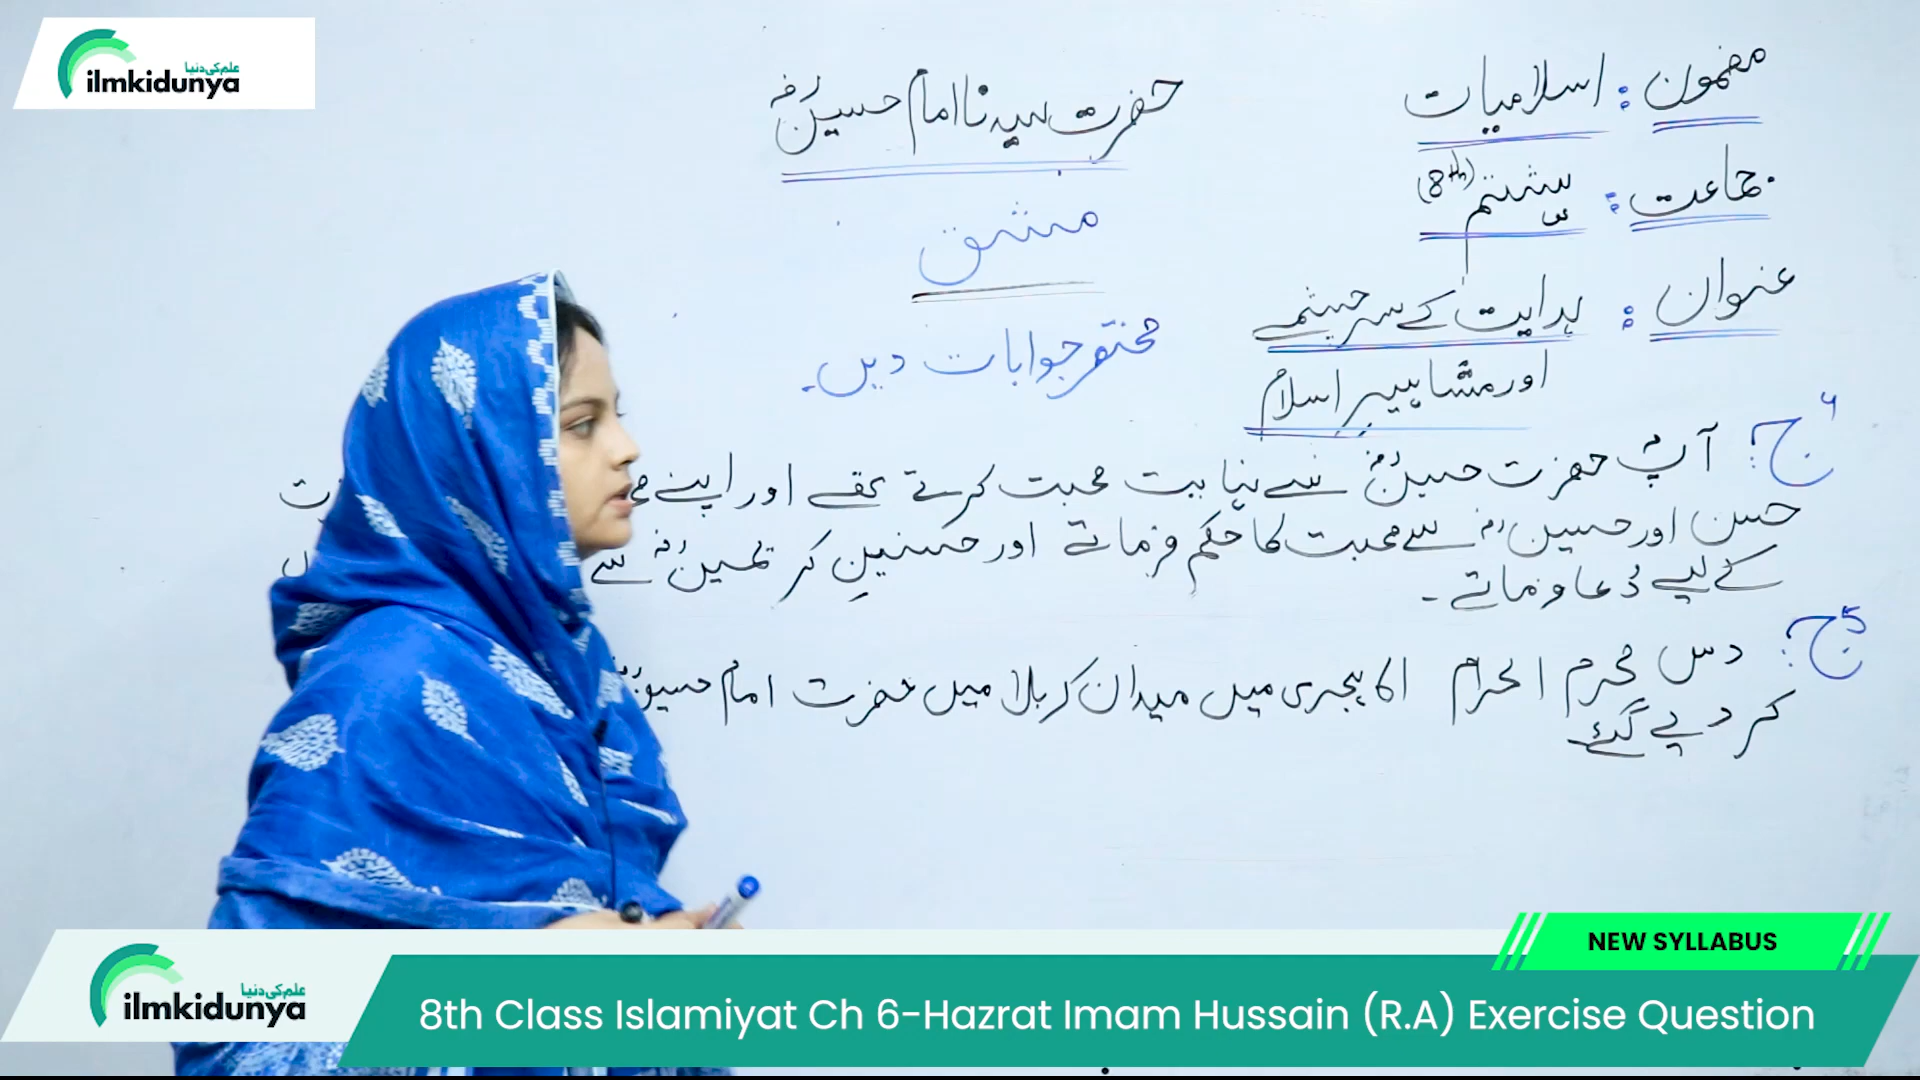 علم کی دنیا
ilmkidunya
مضمون : اسلامیات
جماعت : ہشتم (8th)
عنوان : ہدایت کے سرچشمے
اور مشاہیر اسلام
حضرت سیدنا امام حسینؓ
مشق
مختصر جوابات دیں۔
ج۴: آپؐ حضرت حسینؓ سے محبت کرتے تھے اور اپنے
حسن اور حسینؓ سے محبت کا حکم فرماتے اور حسنین کر سے
کے لیے دُعا فرماتے۔
ج5: دس محرم الحرام ۶۱ ہجری میں میدان کربلا میں حضرت امام حسینؓ
کر دیے گئے
NEW SYLLABUS
علم کی دنیا
ilmkidunya
8th Class Islamiyat Ch 6-Hazrat Imam Hussain (R.A) Exercise Question